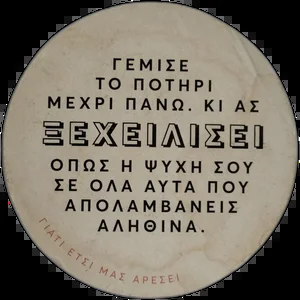 ΓΕΜΙΣΕ
ΤΟ ΠΟΤΗΡΙ
ΜΕΧΡΙ ΠΑΝΩ. ΚΙ ΑΣ
ΞΕΧΕΙΛΙΣΕΙ
ΟΠΩΣ Η ΨΥΧΗ ΣΟΥ
ΣΕ ΟΛΑ ΑΥΤΑ ΠΟΥ
ΑΠΟΛΑΜΒΑΝΕΙΣ
ΑΛΗΘΙΝΑ.
ΓΙΑΤΙ ΕΤΣΙ ΜΑΣ ΑΡΕΣΕΙ